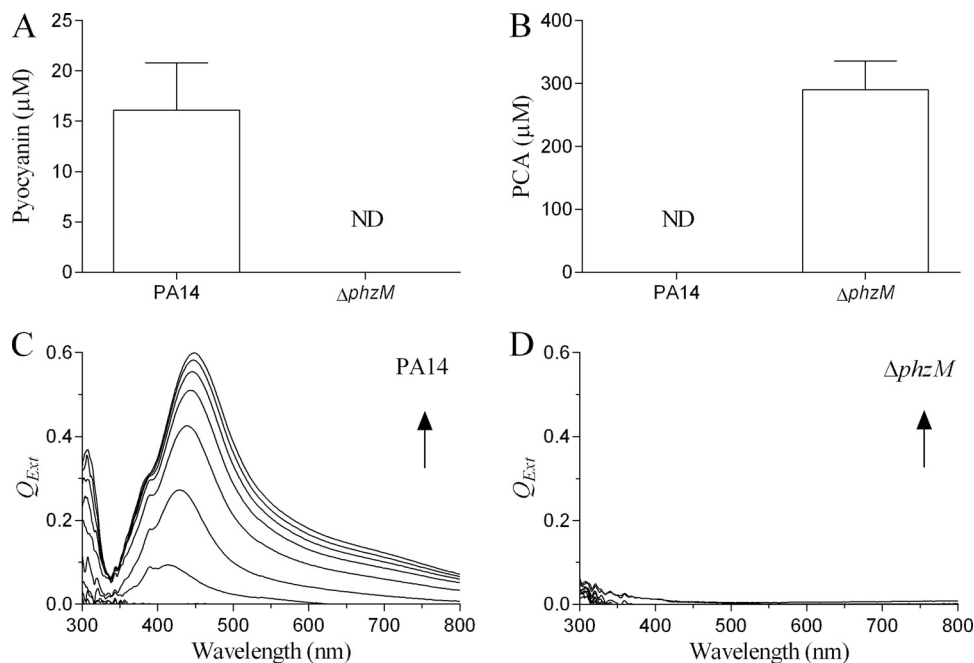 A
B
Pyocyanin (µM)
25
20
15
10
5
0
ND
PA14
ΔphzM
PCA (µM)
400
300
200
100
0
ND
PA14
ΔphzM
C
D
Q_Ext
0.6
0.4
0.2
0.0
PA14
300 400 500 600 700 800
Wavelength (nm)
Q_Ext
0.6
0.4
0.2
0.0
ΔphzM
300 400 500 600 700 800
Wavelength (nm)